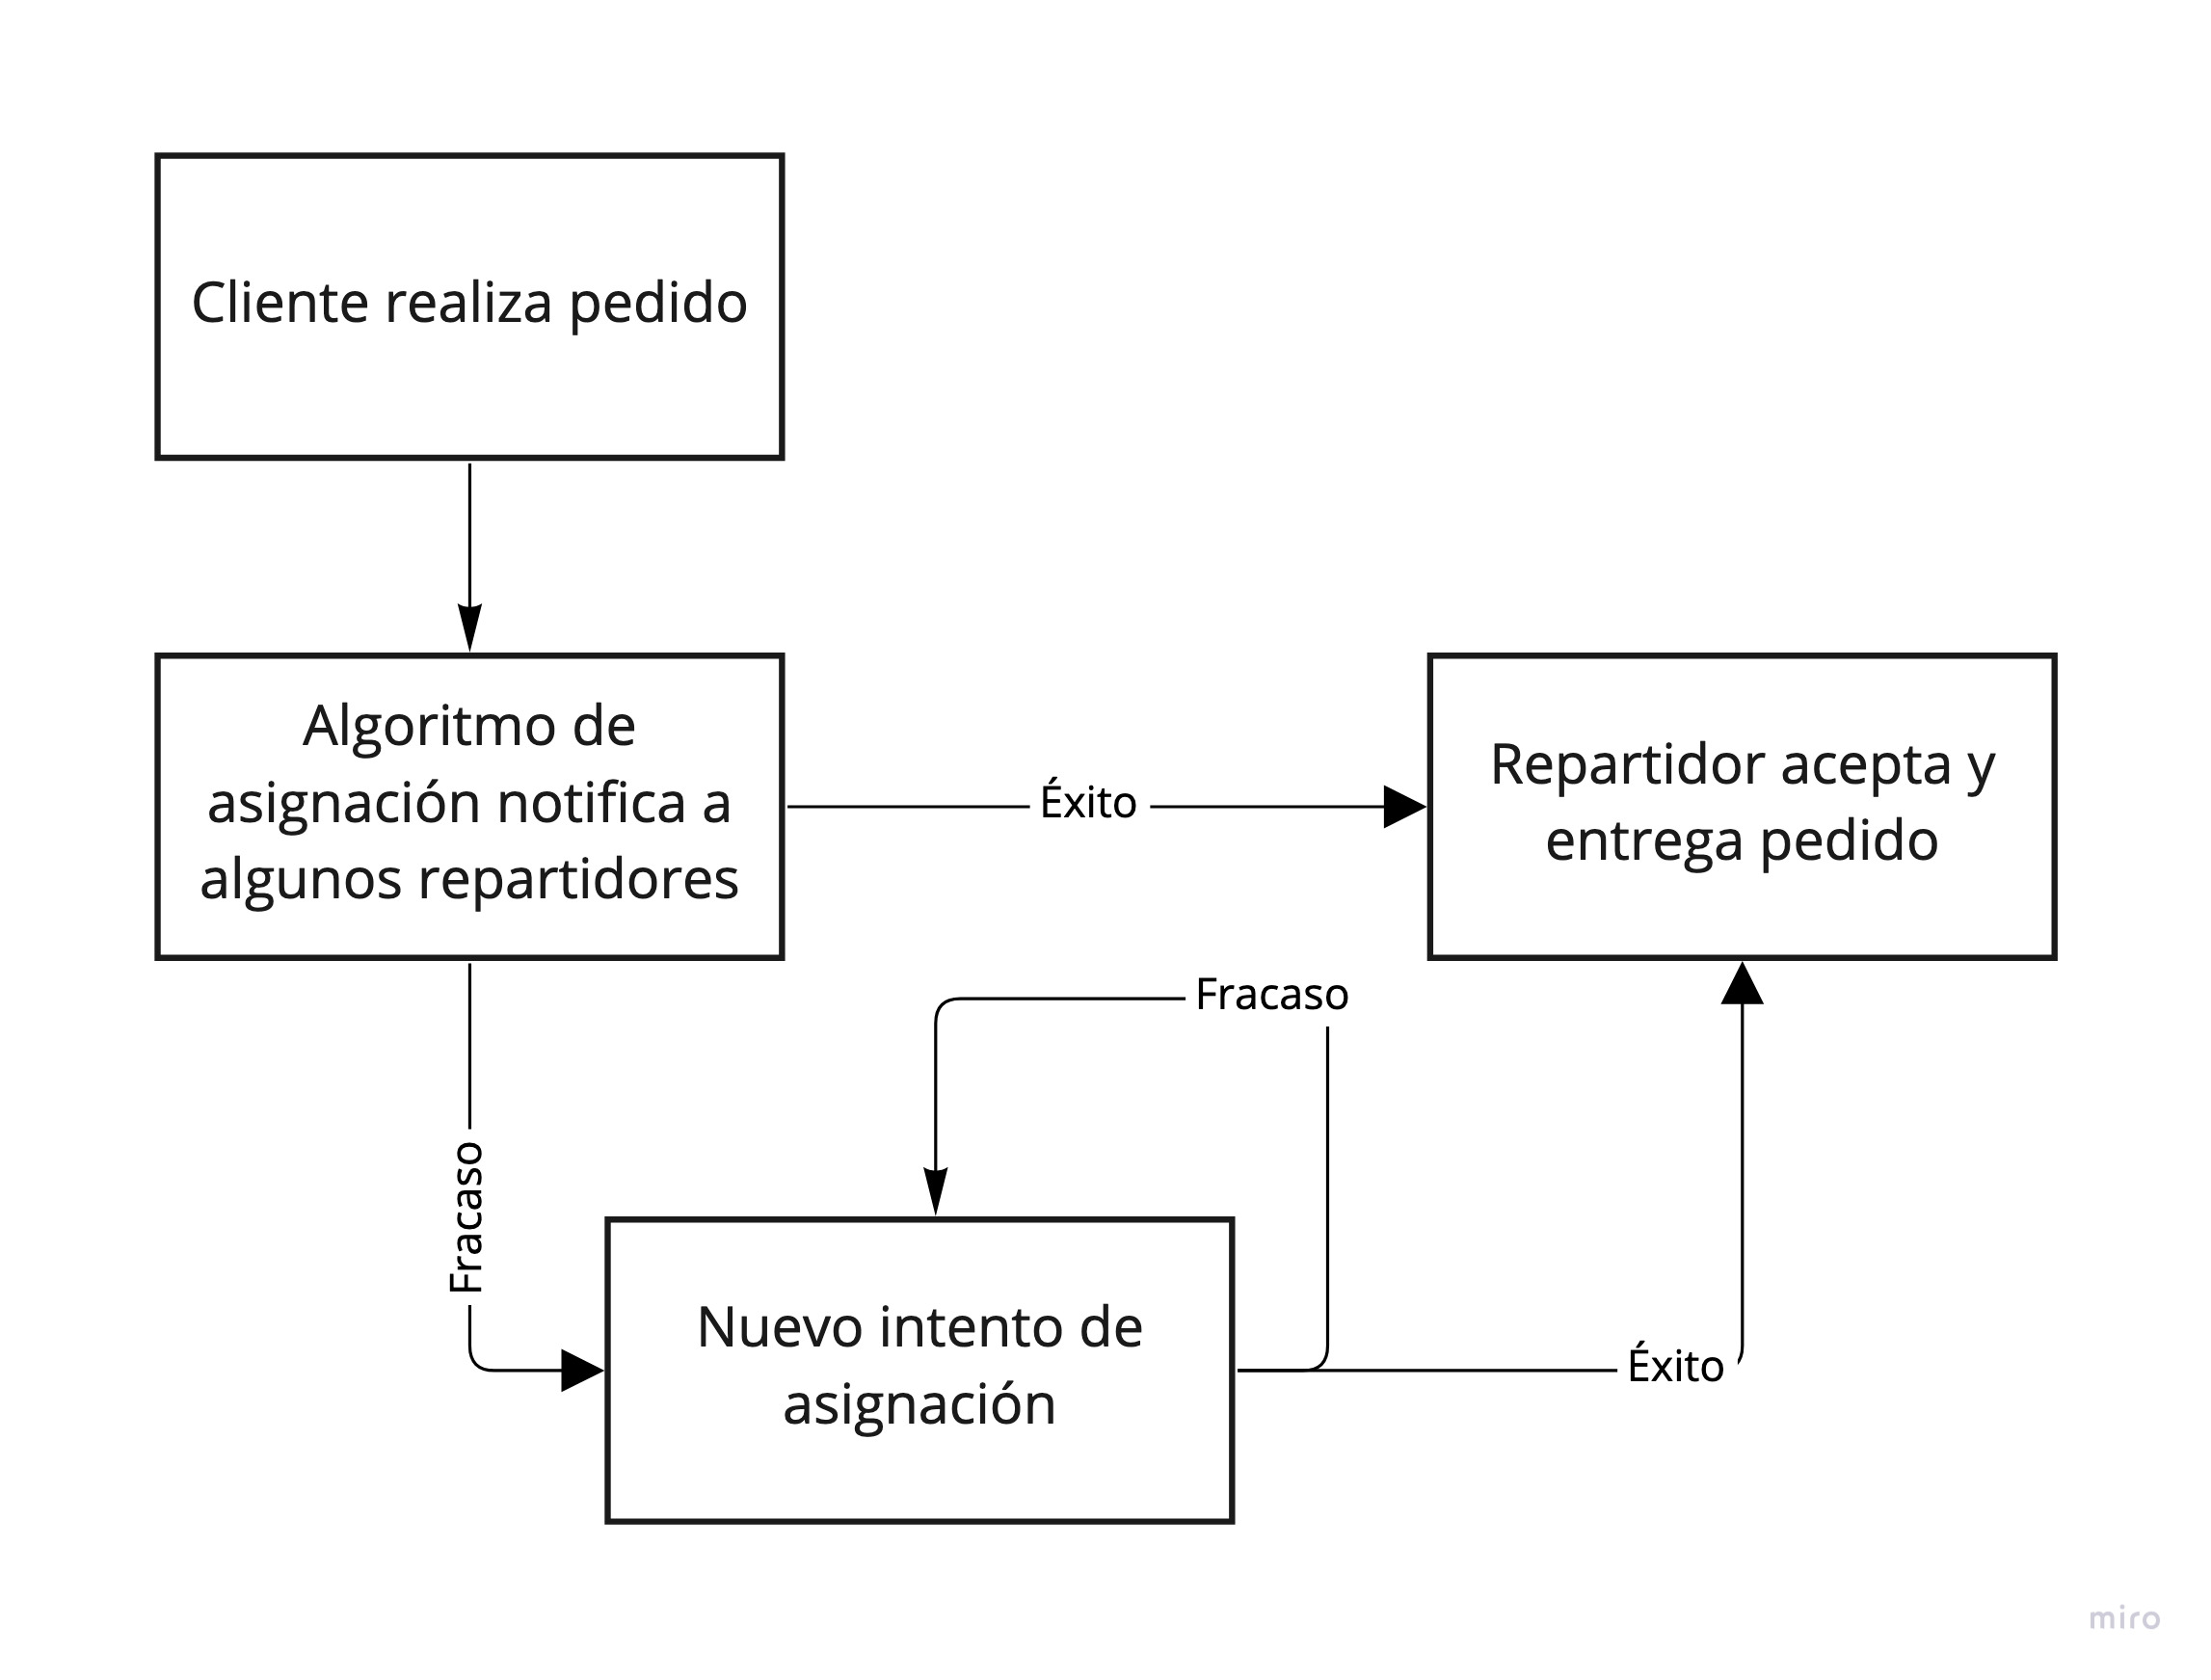 Cliente realiza pedido
Algoritmo de
asignación notifica a
algunos repartidores
Éxito
Repartidor acepta y
entrega pedido
Fracaso
Fracaso
Nuevo intento de
asignación
Éxito
miro